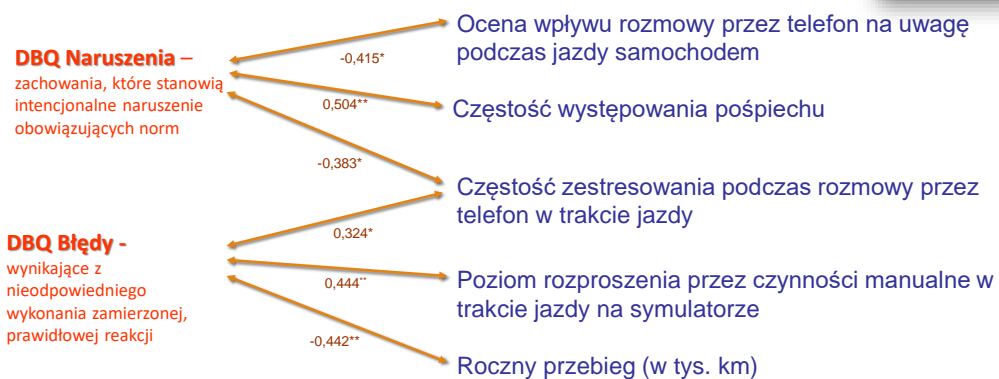 DBQ Naruszenia –
zachowania, które stanowią
intencjonalne naruszenie
obowiązujących norm
-0,415*
0,504**
-0,383*
Ocena wpływu rozmowy przez telefon na uwagę
podczas jazdy samochodem
Częstość występowania pośpiechu
Częstość zestresowania podczas rozmowy przez
telefon w trakcie jazdy
DBQ Błędy -
wynikające z
nieodpowiedniego
wykonania zamierzonej,
prawidłowej reakcji
0,324*
0,444**
-0,442**
Poziom rozproszenia przez czynności manualne w
trakcie jazdy na symulatorze
Roczny przebieg (w tys. km)